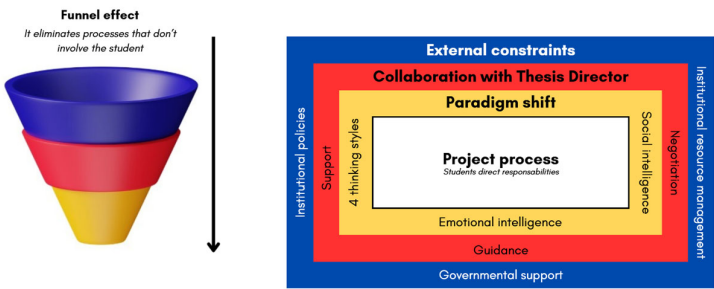 Funnel effect
It eliminates processes that don't
involve the student
External constraints
Collaboration with Thesis Director
Paradigm shift
Institutional policies
Support
4 thinking styles
Project process
Students direct responsabilities
Social intelligence
Negotiation
Institutional resource management
Emotional intelligence
Guidance
Governmental support